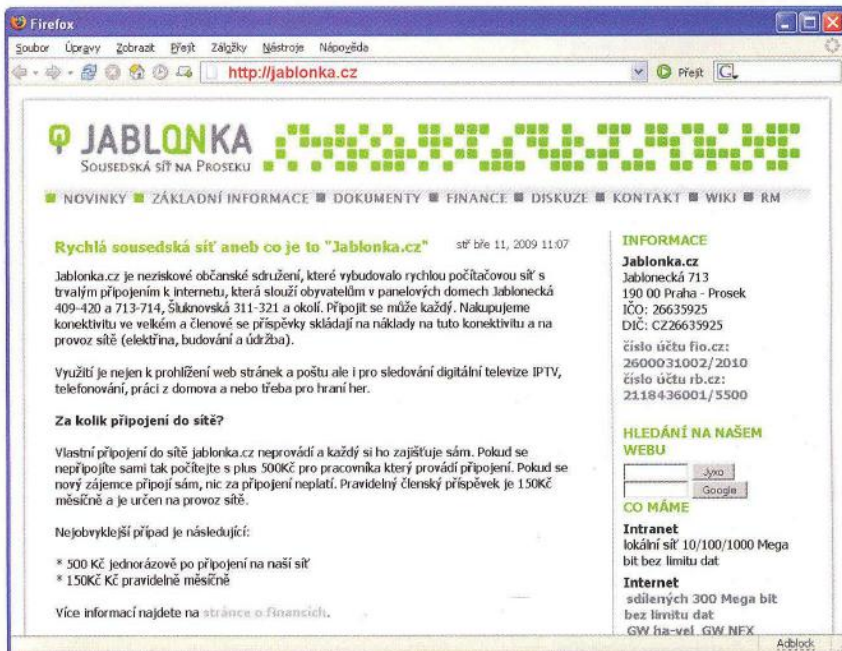 Firefox
Soubor Úpravy Zobrazit Přejít Záložky Nástroje Nápověda
http://jablonka.cz Přejít
JABLONKA
SOUSEDSKÁ SÍŤ NA PROSEKU
NOVINKY ZÁKLADNÍ INFORMACE DOKUMENTY FINANCE DISKUZE KONTAKT WIKI RM
Rychlá sousedská síť aneb co je to "Jablonka.cz" stř bře 11, 2009 11:07
Jablonka.cz je neziskové občanské sdružení, které vybudovalo rychlou počítačovou síť s
trvalým připojením k internetu, která slouží obyvatelům v panelových domech Jablonecká
409-420 a 713-714, Šluknovská 311-321 a okolí. Připojit se může každý. Nakupujeme
konektivitu ve velkém a členové se příspěvky skládají na náklady na tuto konektivitu a na
provoz sítě (elektřina, budování a údržba).
Využití je nejen k prohlížení web stránek a poštu ale i pro sledování digitální televize IPTV,
telefonování, práci z domova a nebo třeba pro hraní her.
Za kolik připojení do sítě?
Vlastní připojení do sítě jablonka.cz neprovádí a každý si ho zajišťuje sám. Pokud se
nepřipojíte sami tak počítejte s plus 500Kč pro pracovníka který provádí připojení. Pokud se
nový zájemce připojí sám, nic za připojení neplatí. Pravidelný členský příspěvek je 150Kč
měsíčně a je určen na provoz sítě.
Nejobvyklejší případ je následující:
* 500 Kč jednorázově po připojení na naší síť
* 150Kč Kč pravidelně měsíčně
Více informací najdete na stránce o financích.
INFORMACE
Jablonka.cz
Jablonecká 713
190 00 Praha - Prosek
IČO: 26635925
DIČ: CZ26635925
číslo účtu fio.cz:
2600031002/2010
číslo účtu rb.cz:
2118436001/5500
HLEDÁNÍ NA NAŠEM
WEBU
Jyxo
Google
CO MÁME
Intranet
lokální síť 10/100/1000 Mega
bit bez limitu dat
Internet
sdílených 300 Mega bit
bez limitu dat
GW ha-vel GW NFX
Adblock